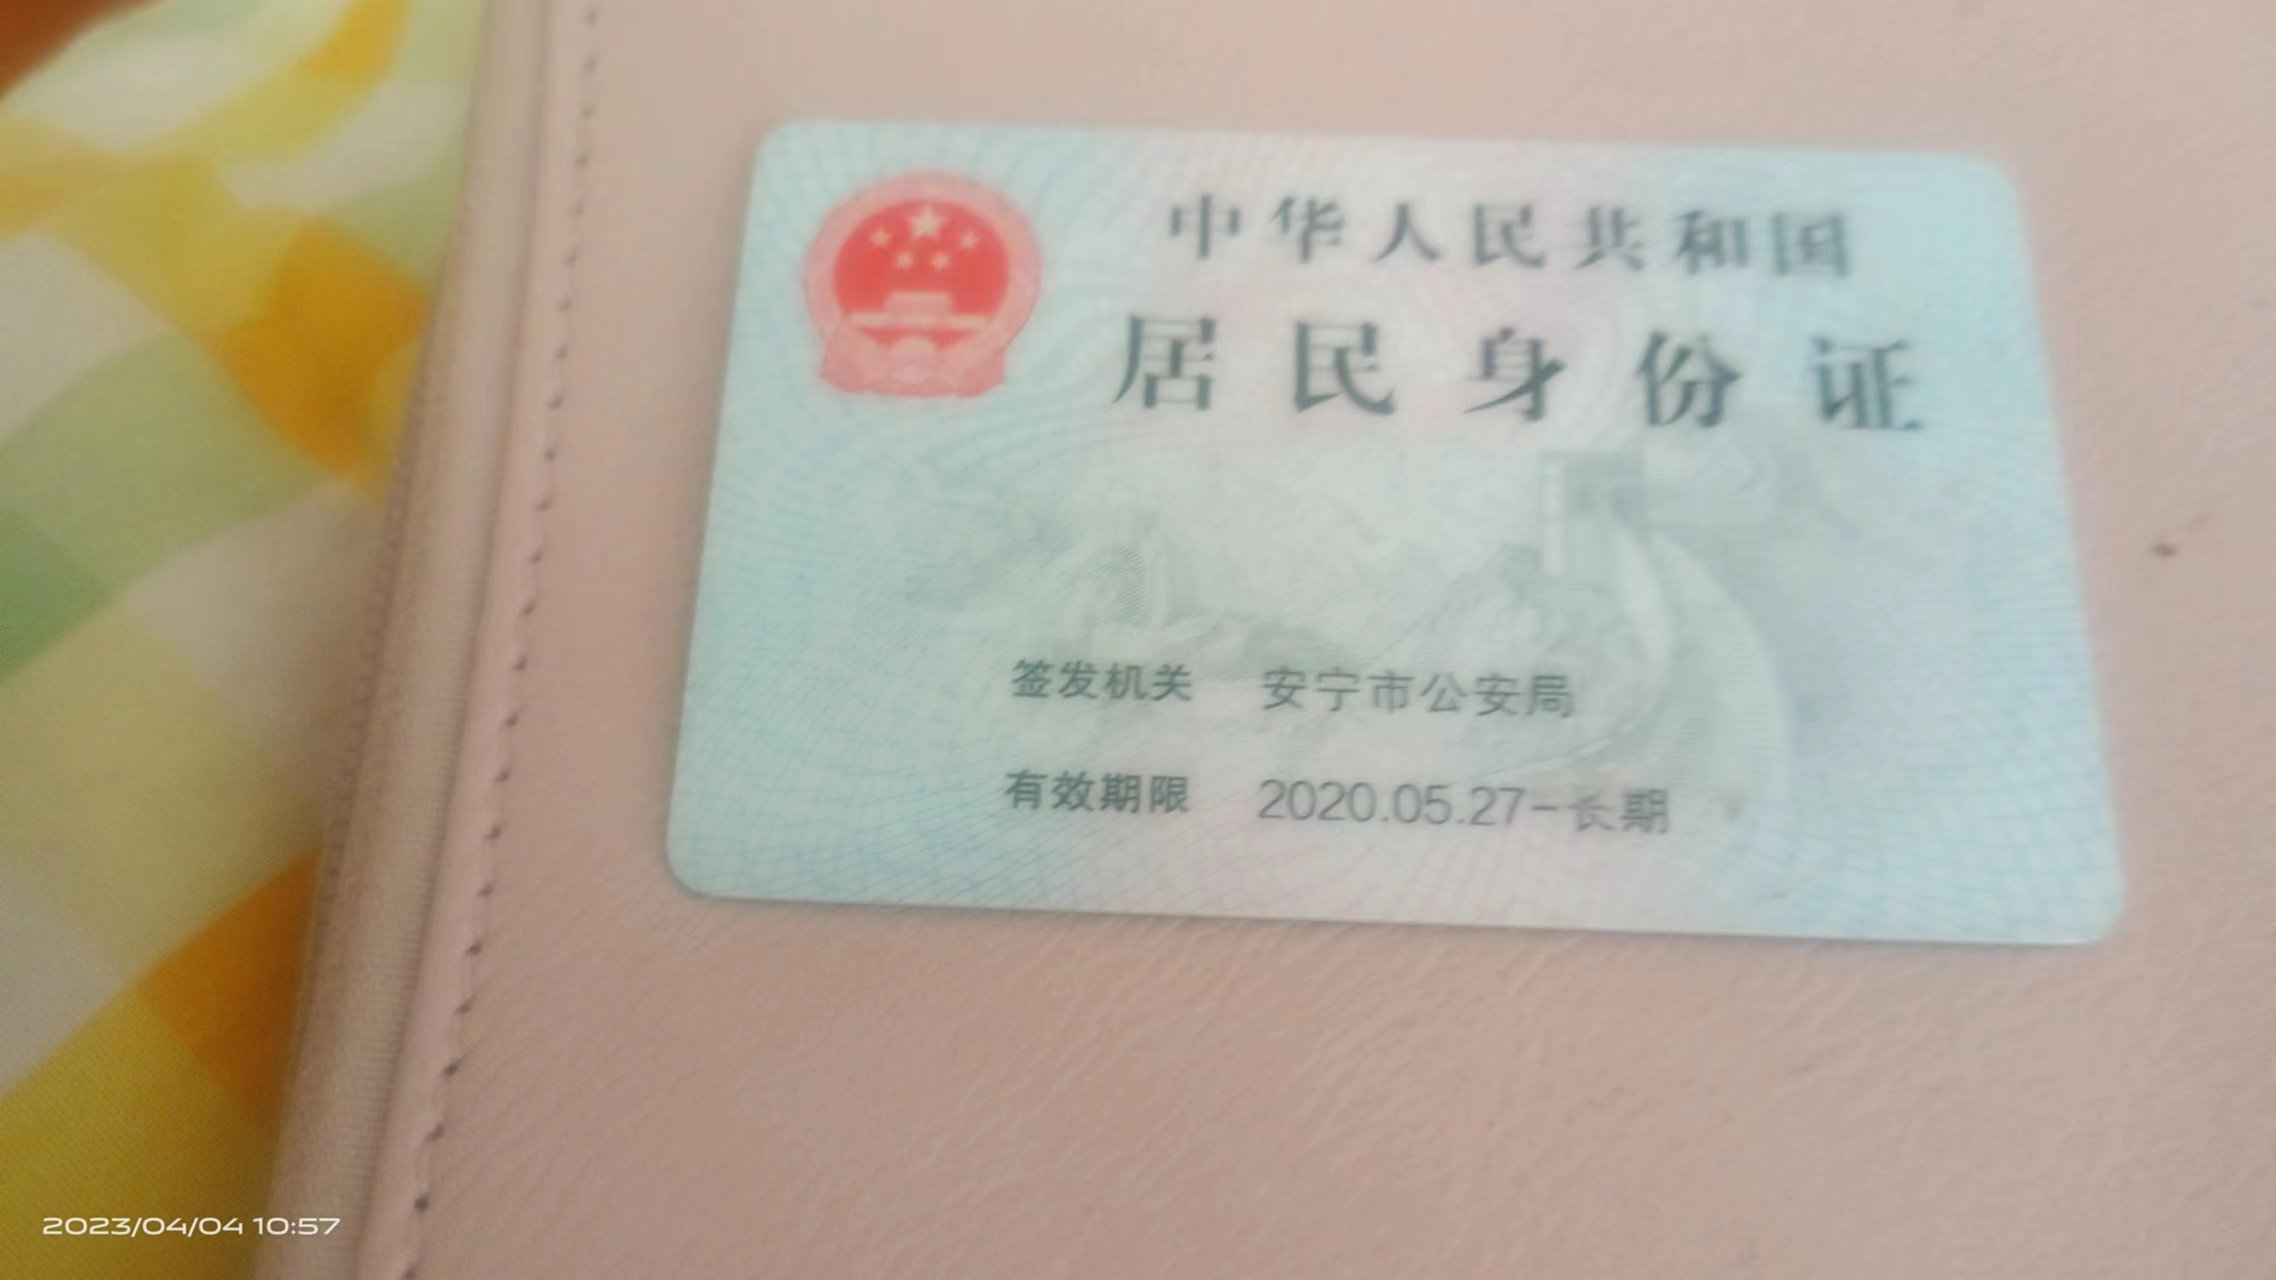 中华人民共和国
居民身份证
签发机关 安宁市公安局
有效期限 2020.05.27-长期
2023/04/04 10:57